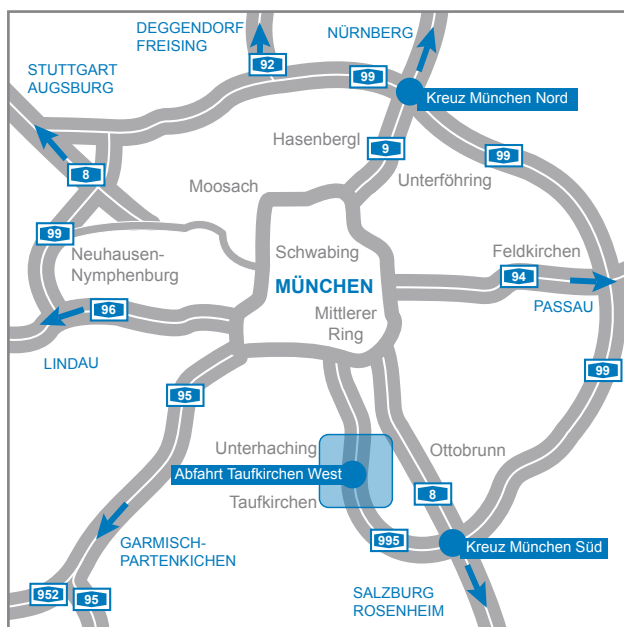 DEGGENDORF
FREISING
NÜRNBERG
92
99
STUTTGART
AUGSBURG
Kreuz München Nord
Hasenbergl
9
99
8
Moosach
Unterföhring
99
Neuhausen-
Nymphenburg
Schwabing
Feldkirchen
94
MÜNCHEN
PASSAU
96
Mittlerer
Ring
LINDAU
99
95
Unterhaching
Ottobrunn
Abfahrt Taufkirchen West
8
Taufkirchen
995
Kreuz München Süd
GARMISCH-
PARTENKICHEN
952
95
SALZBURG
ROSENHEIM